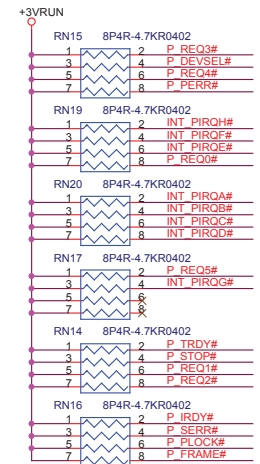 +3VRUN
RN15 8P4R-4.7KR0402
1 2 P_REQ3#
3 4 P_DEVSEL#
5 6 P_REQ4#
7 8 P_PERR#
RN19 8P4R-4.7KR0402
1 2 INT_PIRQH#
3 4 INT_PIRQF#
5 6 INT_PIRQE#
7 8 P_REQ0#
RN20 8P4R-4.7KR0402
1 2 INT_PIRQA#
3 4 INT_PIRQB#
5 6 INT_PIRQC#
7 8 INT_PIRQD#
RN17 8P4R-4.7KR0402
1 2 P_REQ5#
3 4 INT_PIRQG#
5 6
7 8
RN14 8P4R-4.7KR0402
1 2 P_TRDY#
3 4 P_STOP#
5 6 P_REQ1#
7 8 P_REQ2#
RN16 8P4R-4.7KR0402
1 2 P_IRDY#
3 4 P_SERR#
5 6 P_PLOCK#
7 8 P_FRAME#